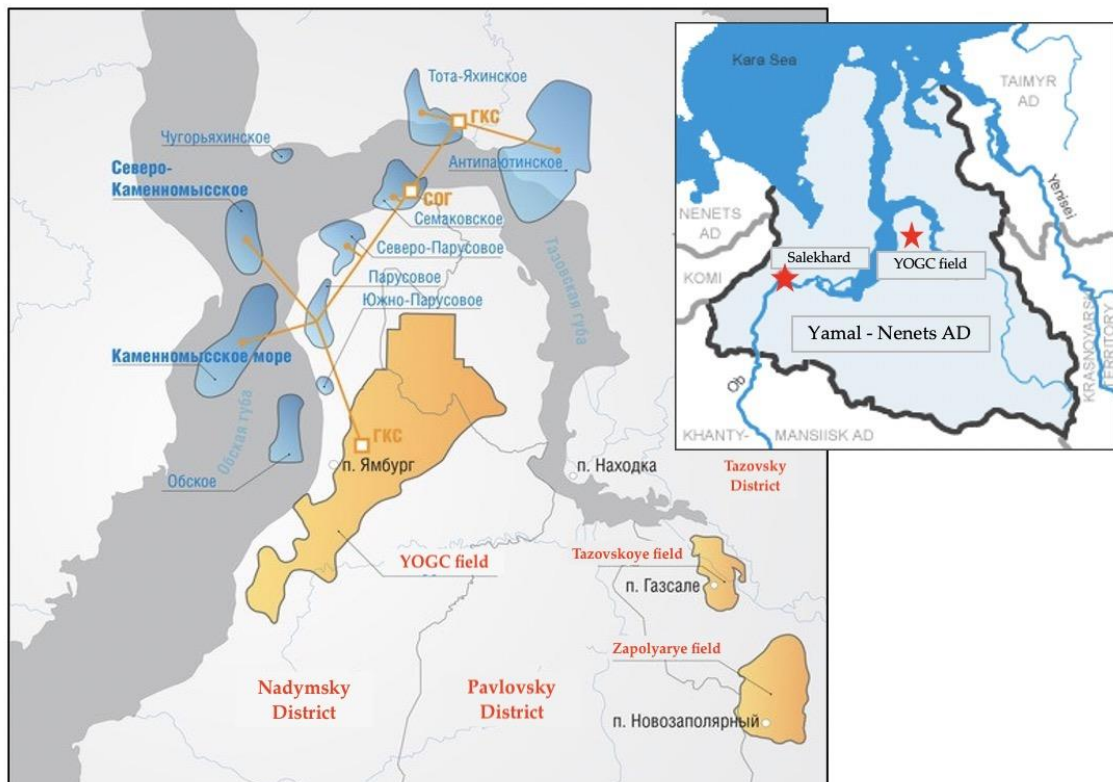 Тота-Яхинское
ГКС
Чугорьяхинское
Антипаютинское
Северо-
Каменномысское
СОГ
Семаковское
Северо-Парусовое
Парусовое
Южно-Парусовое
Тазовская губа
Каменномысское море
Обская губа
ГКС
п. Ямбург
Обское
п. Находка
Tazovsky
District
YOGC field
Tazovskoye field
п. Газсале
Zapolyarye field
Nadymsky
District
Pavlovsky
District
п. Новозаполярный
Kara Sea
TAIMYR
AD
Yenisei
NENETS
AD
Salekhard
YOGC field
KOMI
Yamal - Nenets AD
Ob
KRASNOYARSK
TERRITORY
KHANTY-
MANSIISK AD